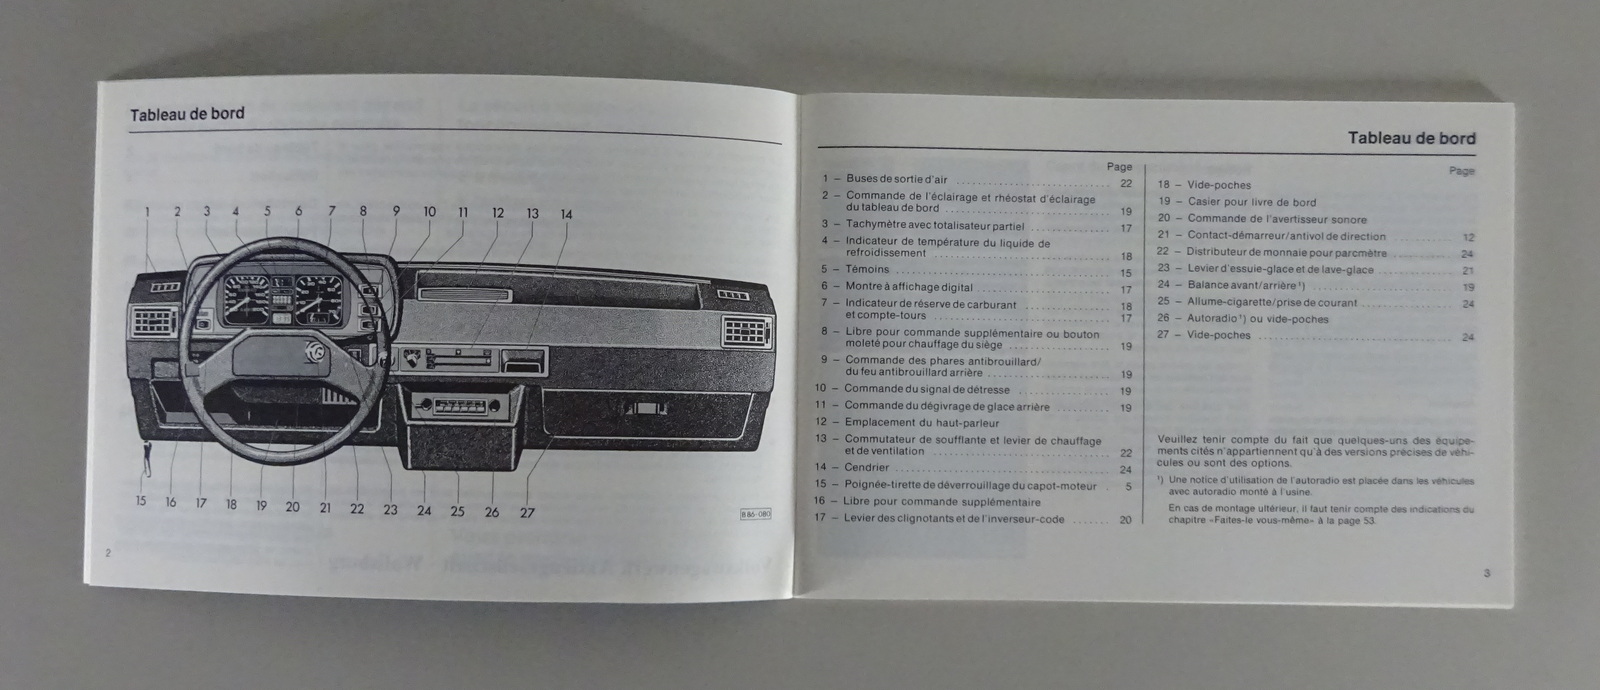 Tableau de bord
1 2 3 4 5 6 7 8 9 10 11 12 13 14
15 16 17 18 19 20 21 22 23 24 25 26 27
B 86-080
2
Tableau de bord
Page
1 – Buses de sortie d'air ........ 22
2 – Commande de l'éclairage et rhéostat d'éclairage
du tableau de bord ........ 19
3 – Tachymètre avec totalisateur partiel ........ 17
4 – Indicateur de température du liquide de
refroidissement ........ 18
5 – Témoins ........ 15
6 – Montre à affichage digital ........ 17
7 – Indicateur de réserve de carburant 18
et compte-tours ........ 17
8 – Libre pour commande supplémentaire ou bouton
moleté pour chauffage du siège ........ 19
9 – Commande des phares antibrouillard/
du feu antibrouillard arrière ........ 19
10 – Commande du signal de détresse ........ 19
11 – Commande du dégivrage de glace arrière ........ 19
12 – Emplacement du haut-parleur
13 – Commutateur de soufflante et levier de chauffage
et de ventilation ........ 22
14 – Cendrier ........ 24
15 – Poignée-tirette de déverrouillage du capot-moteur . 5
16 – Libre pour commande supplémentaire
17 – Levier des clignotants et de l'inverseur-code ........ 20
Page
18 – Vide-poches
19 – Casier pour livre de bord
20 – Commande de l'avertisseur sonore
21 – Contact-démarreur/antivol de direction ........ 12
22 – Distributeur de monnaie pour parcmètre ........ 24
23 – Levier d'essuie-glace et de lave-glace ........ 21
24 – Balance avant/arrière¹) ........ 19
25 – Allume-cigarette/prise de courant ........ 24
26 – Autoradio¹) ou vide-poches
27 – Vide-poches ........ 24
Veuillez tenir compte du fait que quelques-uns des équipe-
ments cités n'appartiennent qu'à des versions précises de véhi-
cules ou sont des options.
¹) Une notice d'utilisation de l'autoradio est placée dans les véhicules
avec autoradio monté à l'usine.
En cas de montage ultérieur, il faut tenir compte des indications du
chapitre «Faites-le vous-même» à la page 53.
3